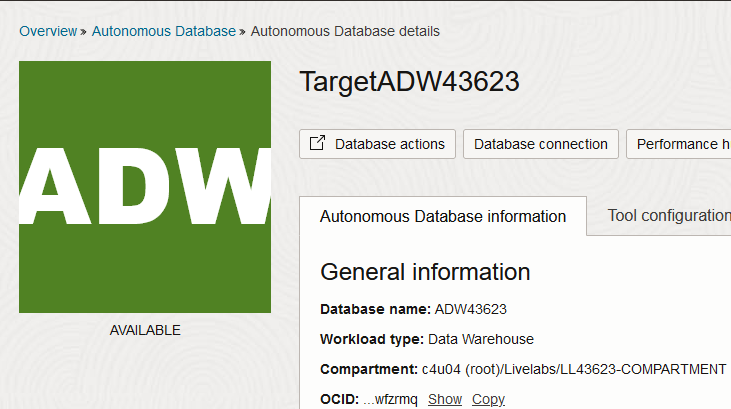 Overview » Autonomous Database » Autonomous Database details
ADW
AVAILABLE
TargetADW43623
Database actions Database connection Performance h
Autonomous Database information Tool configuration
General information
Database name: ADW43623
Workload type: Data Warehouse
Compartment: c4u04 (root)/Livelabs/LL43623-COMPARTMENT
OCID: ...wfzrmq Show Copy